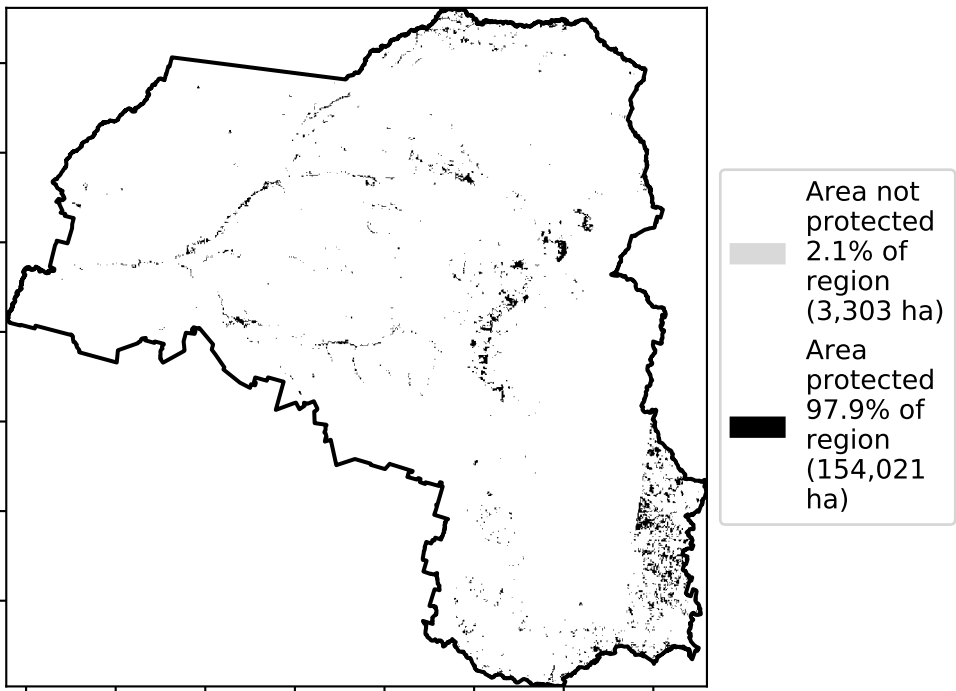 Area not
protected
2.1% of
region
(3,303 ha)
Area
protected
97.9% of
region
(154,021
ha)